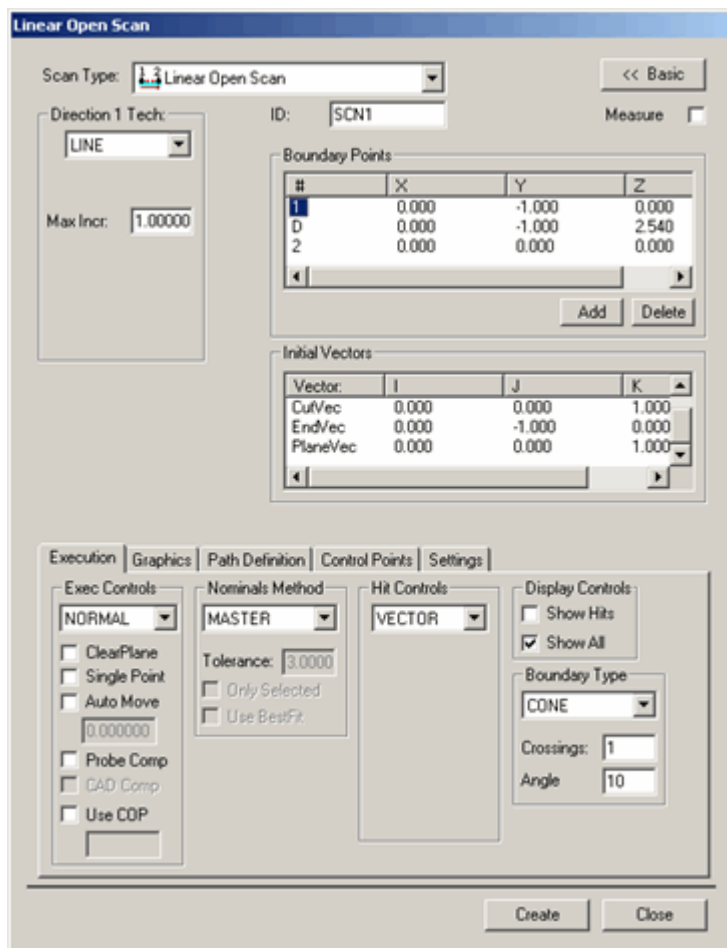 Linear Open Scan
Scan Type: Linear Open Scan << Basic
Direction 1 Tech: ID: SCN1 Measure
LINE
Max Incr: 1.00000
Boundary Points
# X Y Z
1 0.000 -1.000 0.000
D 0.000 -1.000 2.540
2 0.000 0.000 0.000
Add Delete
Initial Vectors
Vector: I J K
CutVec 0.000 0.000 1.000
EndVec 0.000 -1.000 0.000
PlaneVec 0.000 0.000 1.000
Execution Graphics Path Definition Control Points Settings
Exec Controls
NORMAL
ClearPlane
Single Point
Auto Move
0.000000
Probe Comp
CAD Comp
Use COP
Nominals Method
MASTER
Tolerance: 3.0000
Only Selected
Use BestFit
Hit Controls
VECTOR
Display Controls
Show Hits
Show All
Boundary Type
CONE
Crossings: 1
Angle 10
Create Close